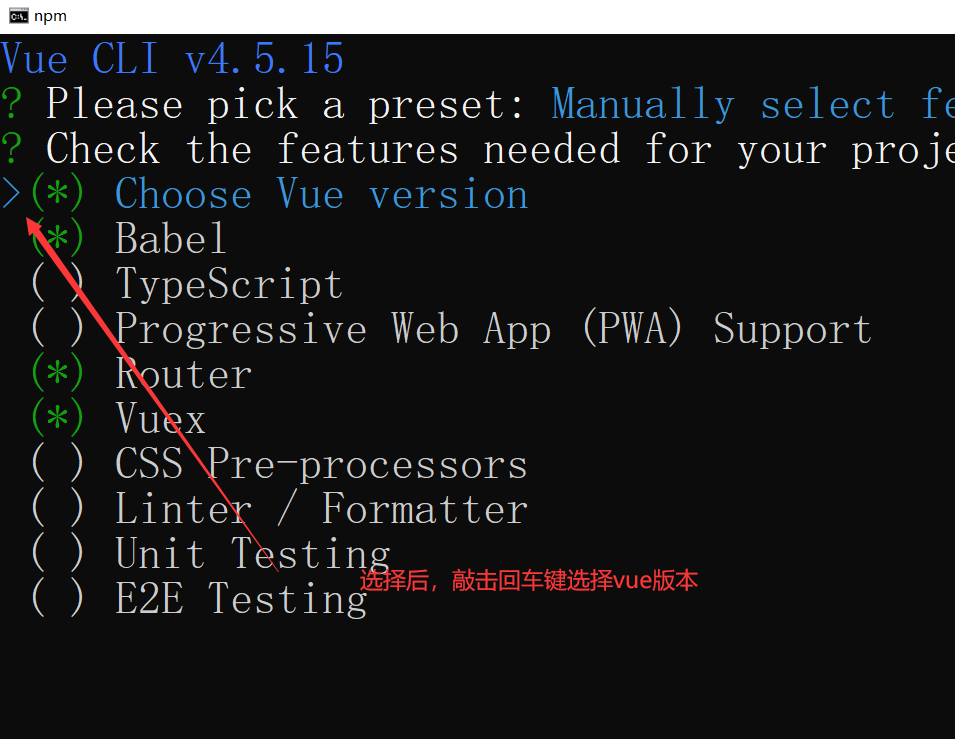 npm
Vue CLI v4.5.15
? Please pick a preset: Manually select fe
? Check the features needed for your proje
>(*) Choose Vue version
(*) Babel
( ) TypeScript
( ) Progressive Web App (PWA) Support
(*) Router
(*) Vuex
( ) CSS Pre-processors
( ) Linter / Formatter
( ) Unit Testing
选择后，敲击回车键选择vue版本
( ) E2E Testing